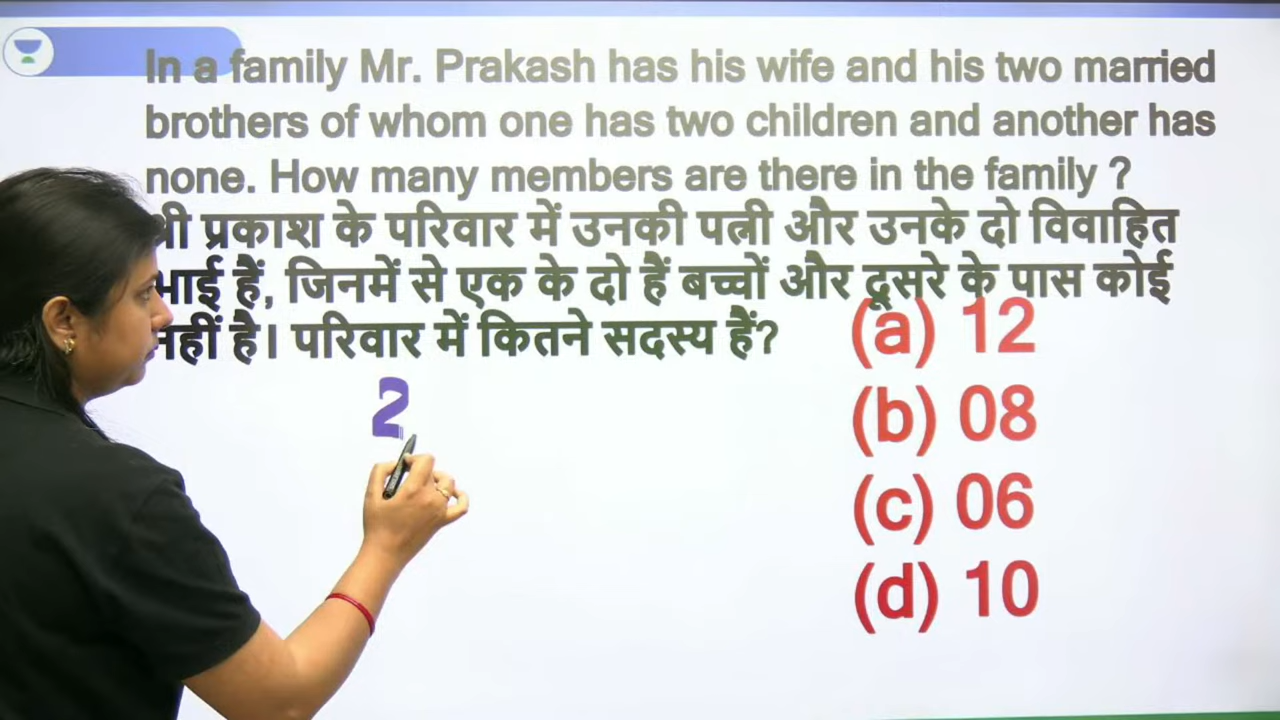 In a family Mr. Prakash has his wife and his two married
brothers of whom one has two children and another has
none. How many members are there in the family ?
श्री प्रकाश के परिवार में उनकी पत्नी और उनके दो विवाहित
भाई हैं, जिनमें से एक के दो हैं बच्चों और दूसरे के पास कोई
नहीं है। परिवार में कितने सदस्य हैं?
(a) 12
(b) 08
(c) 06
(d) 10
2